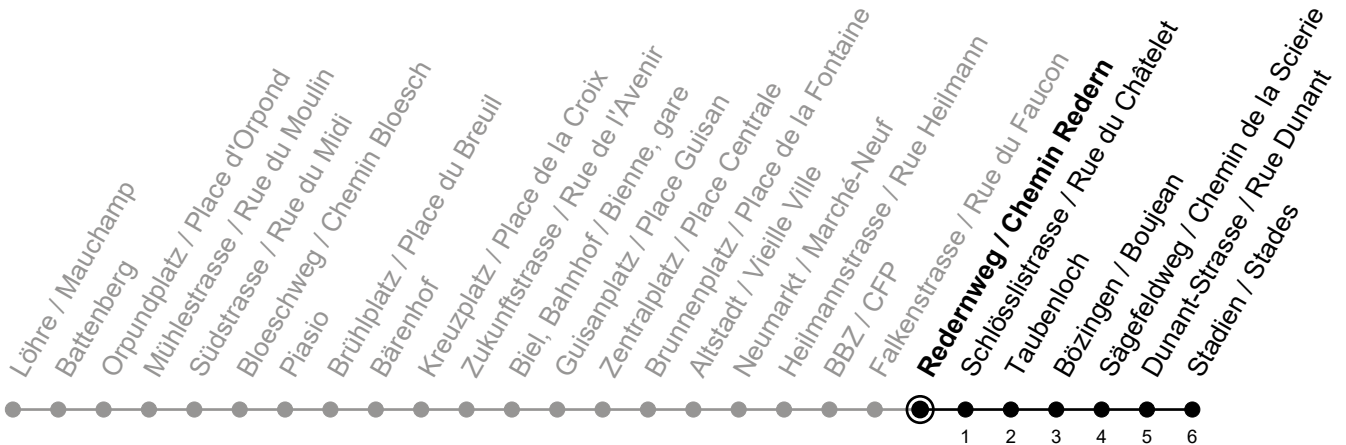 Löhre / Mauchamp
Battenberg
Orpundplatz / Place d'Orpond
Mühlestrasse / Rue du Moulin
Südstrasse / Rue du Midi
Bloeschweg / Chemin Bloesch
Piasio
Brühlplatz / Place du Breuil
Bärenhof
Kreuzplatz / Place de la Croix
Zukunftstrasse / Rue de l'Avenir
Biel, Bahnhof / Bienne, gare
Guisanplatz / Place Guisan
Zentralplatz / Place Centrale
Brunnenplatz / Place de la Fontaine
Altstadt / Vieille Ville
Neumarkt / Marché-Neuf
Heilmannstrasse / Rue Heilmann
BBZ / CFP
Falkenstrasse / Rue du Faucon
Redernweg / Chemin Redern
Schlösslistrasse / Rue du Châtelet
Taubenloch
Bözingen / Boujean
Sägefeldweg / Chemin de la Scierie
Dunant-Strasse / Rue Dunant
Stadien / Stades
1 2 3 4 5 6